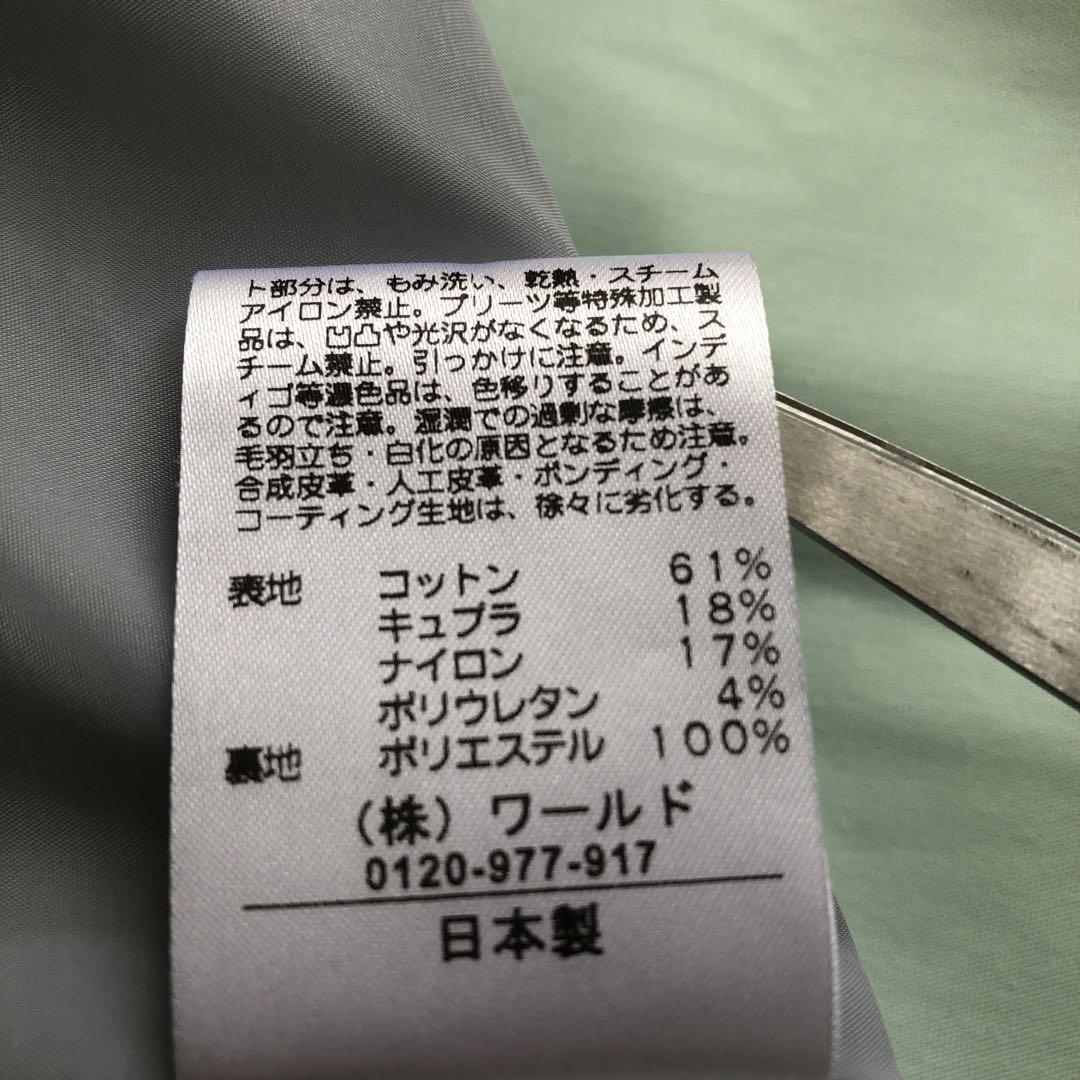 ト部分は、もみ洗い、乾熱・スチーム
アイロン禁止。プリーツ等特殊加工製
品は、凹凸や光沢がなくなるため、ス
チーム禁止。引っかけに注意。インデ
ィゴ等濃色品は、色移りすることがあ
るので注意。湿潤での過剰な摩擦は、
毛羽立ち・白化の原因となるため注意。
合成皮革・人工皮革・ボンディング・
コーティング生地は、徐々に劣化する。
表地 コットン 61%
キュプラ 18%
ナイロン 17%
ポリウレタン 4%
裏地 ポリエステル 100%
(株) ワールド
0120-977-917
日本製